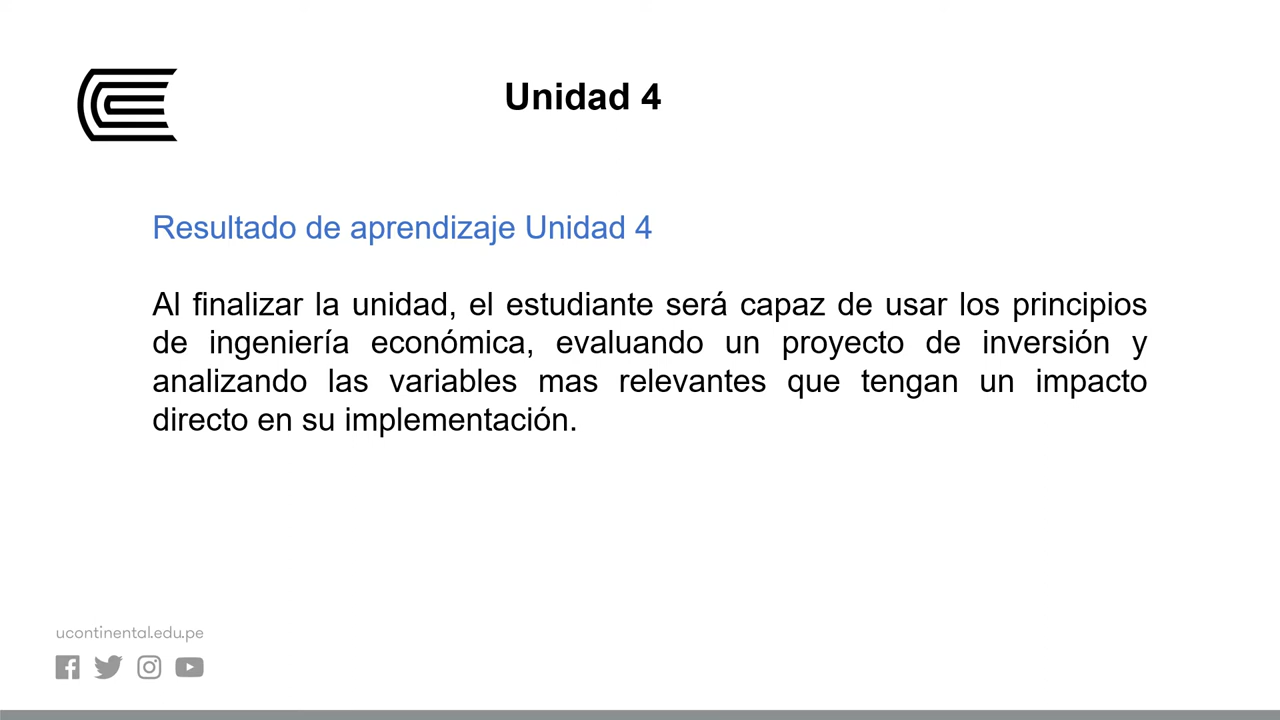 Unidad 4
Resultado de aprendizaje Unidad 4
Al finalizar la unidad, el estudiante será capaz de usar los principios
de ingeniería económica, evaluando un proyecto de inversión y
analizando las variables mas relevantes que tengan un impacto
directo en su implementación.
ucontinental.edu.pe